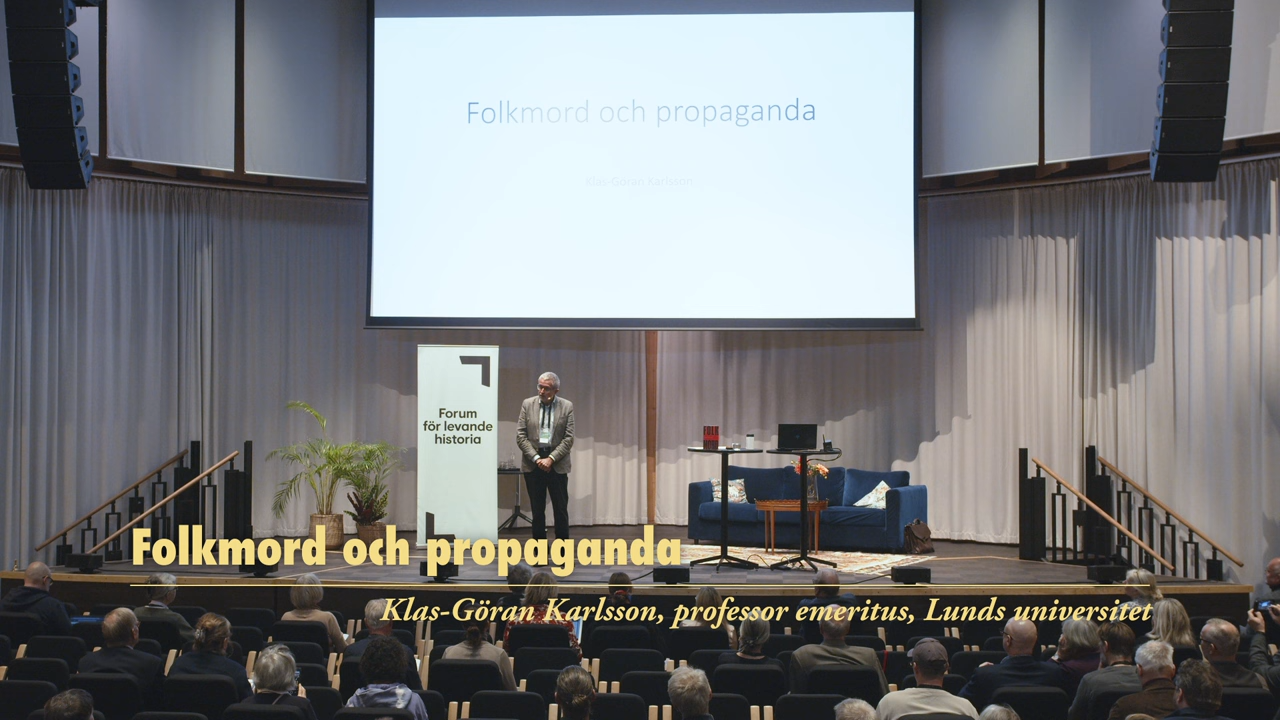 Folkmord och propaganda
Klas-Göran Karlsson
Forum
för levande
historia
FOLK
Folkmord och propaganda
Klas-Göran Karlsson, professor emeritus, Lunds universitet